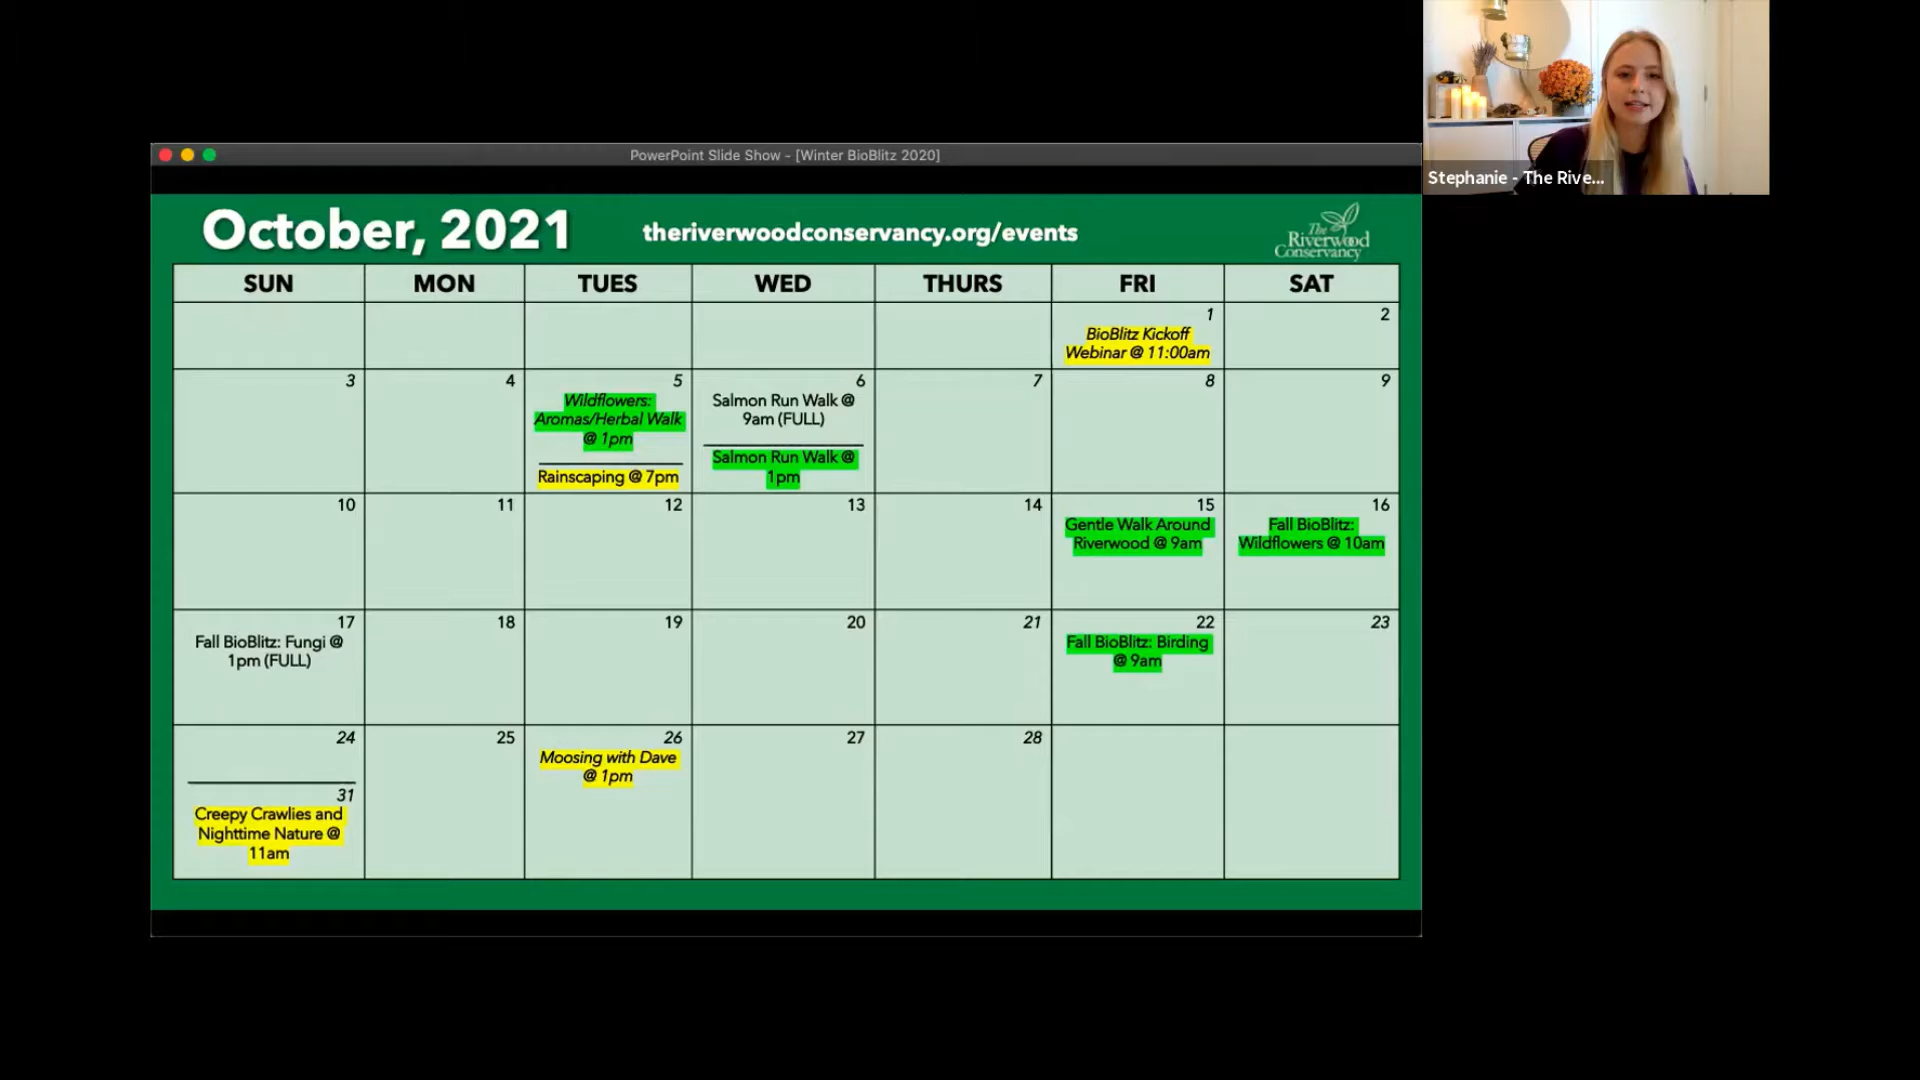 Stephanie - The Rive...
PowerPoint Slide Show - [Winter BioBlitz 2020]
October, 2021
theriverwoodconservancy.org/events
The
Riverwood
Conservancy
SUN
MON
TUES
WED
THURS
FRI
SAT
1
BioBlitz Kickoff
Webinar @ 11:00am
2
3
4
5
Wildflowers:
Aromas/Herbal Walk
@ 1pm
Rainscaping @ 7pm
6
Salmon Run Walk @
9am (FULL)
Salmon Run Walk @
1pm
7
8
9
10
11
12
13
14
15
Gentle Walk Around
Riverwood @ 9am
16
Fall BioBlitz:
Wildflowers @ 10am
17
Fall BioBlitz: Fungi @
1pm (FULL)
18
19
20
21
22
Fall BioBlitz: Birding
@ 9am
23
24
31
Creepy Crawlies and
Nighttime Nature @
11am
25
26
Moosing with Dave
@ 1pm
27
28